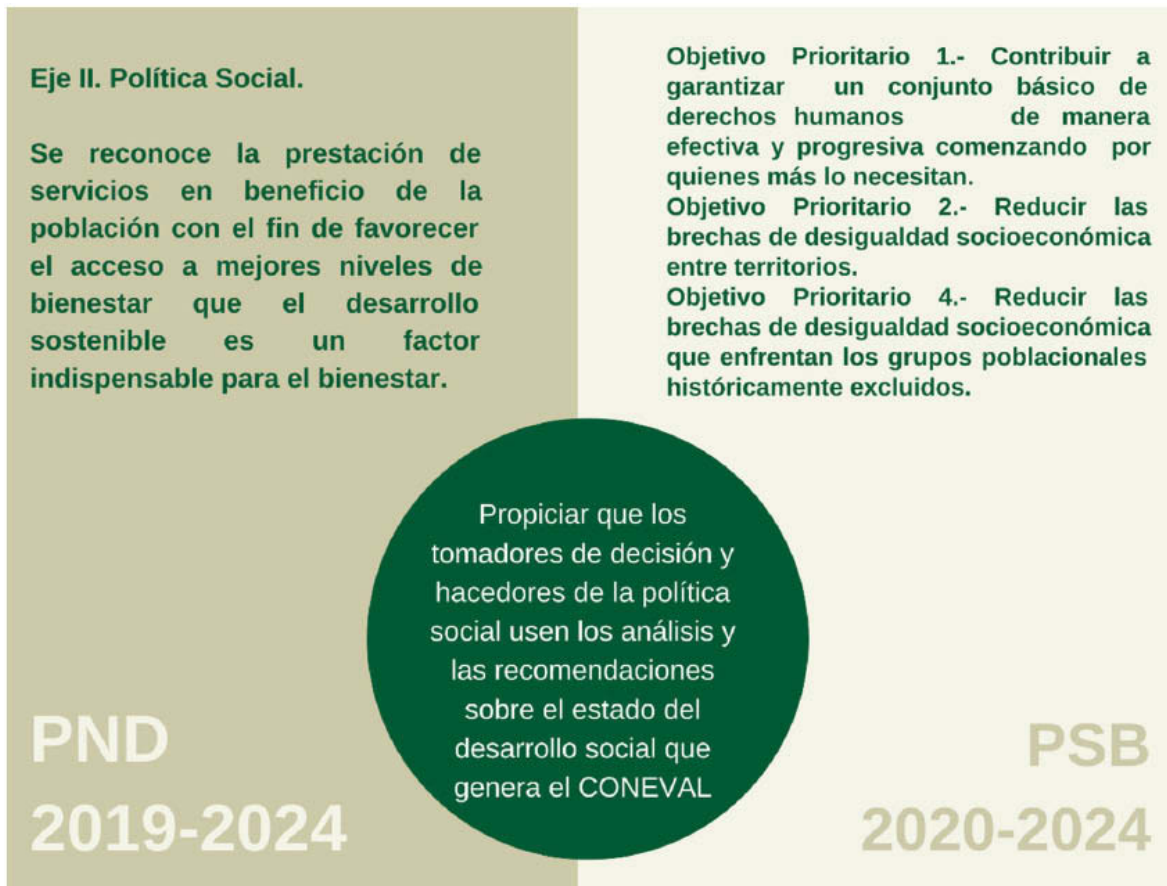 Eje II. Política Social.
Se reconoce la prestación de
servicios en beneficio de la
población con el fin de favorecer
el acceso a mejores niveles de
bienestar que el desarrollo
sostenible es un factor
indispensable para el bienestar.
PND
2019-2024
Objetivo Prioritario 1.- Contribuir a
garantizar un conjunto básico de
derechos humanos de manera
efectiva y progresiva comenzando por
quienes más lo necesitan.
Objetivo Prioritario 2.- Reducir las
brechas de desigualdad socioeconómica
entre territorios.
Objetivo Prioritario 4.- Reducir las
brechas de desigualdad socioeconómica
que enfrentan los grupos poblacionales
históricamente excluidos.
PSB
2020-2024
Propiciar que los
tomadores de decisión y
hacedores de la política
social usen los análisis y
las recomendaciones
sobre el estado del
desarrollo social que
genera el CONEVAL